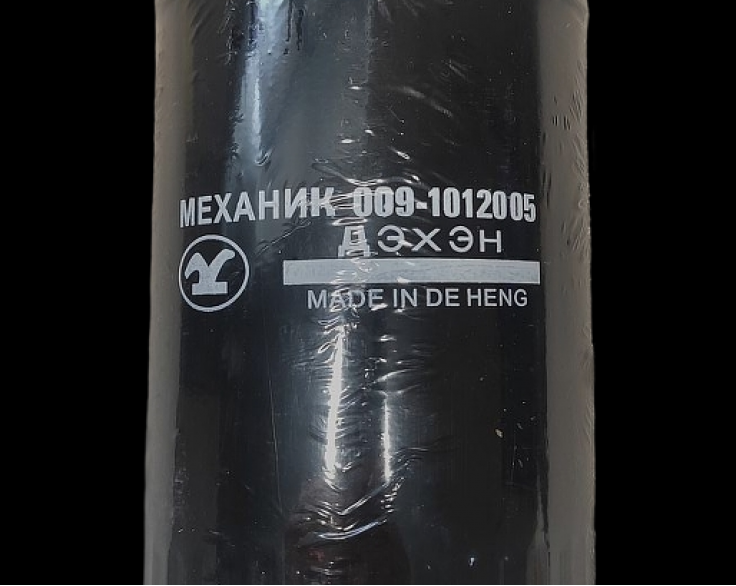 МЕХАНИК 009-1012005
ДЭХЭН
MADE IN DE HENG